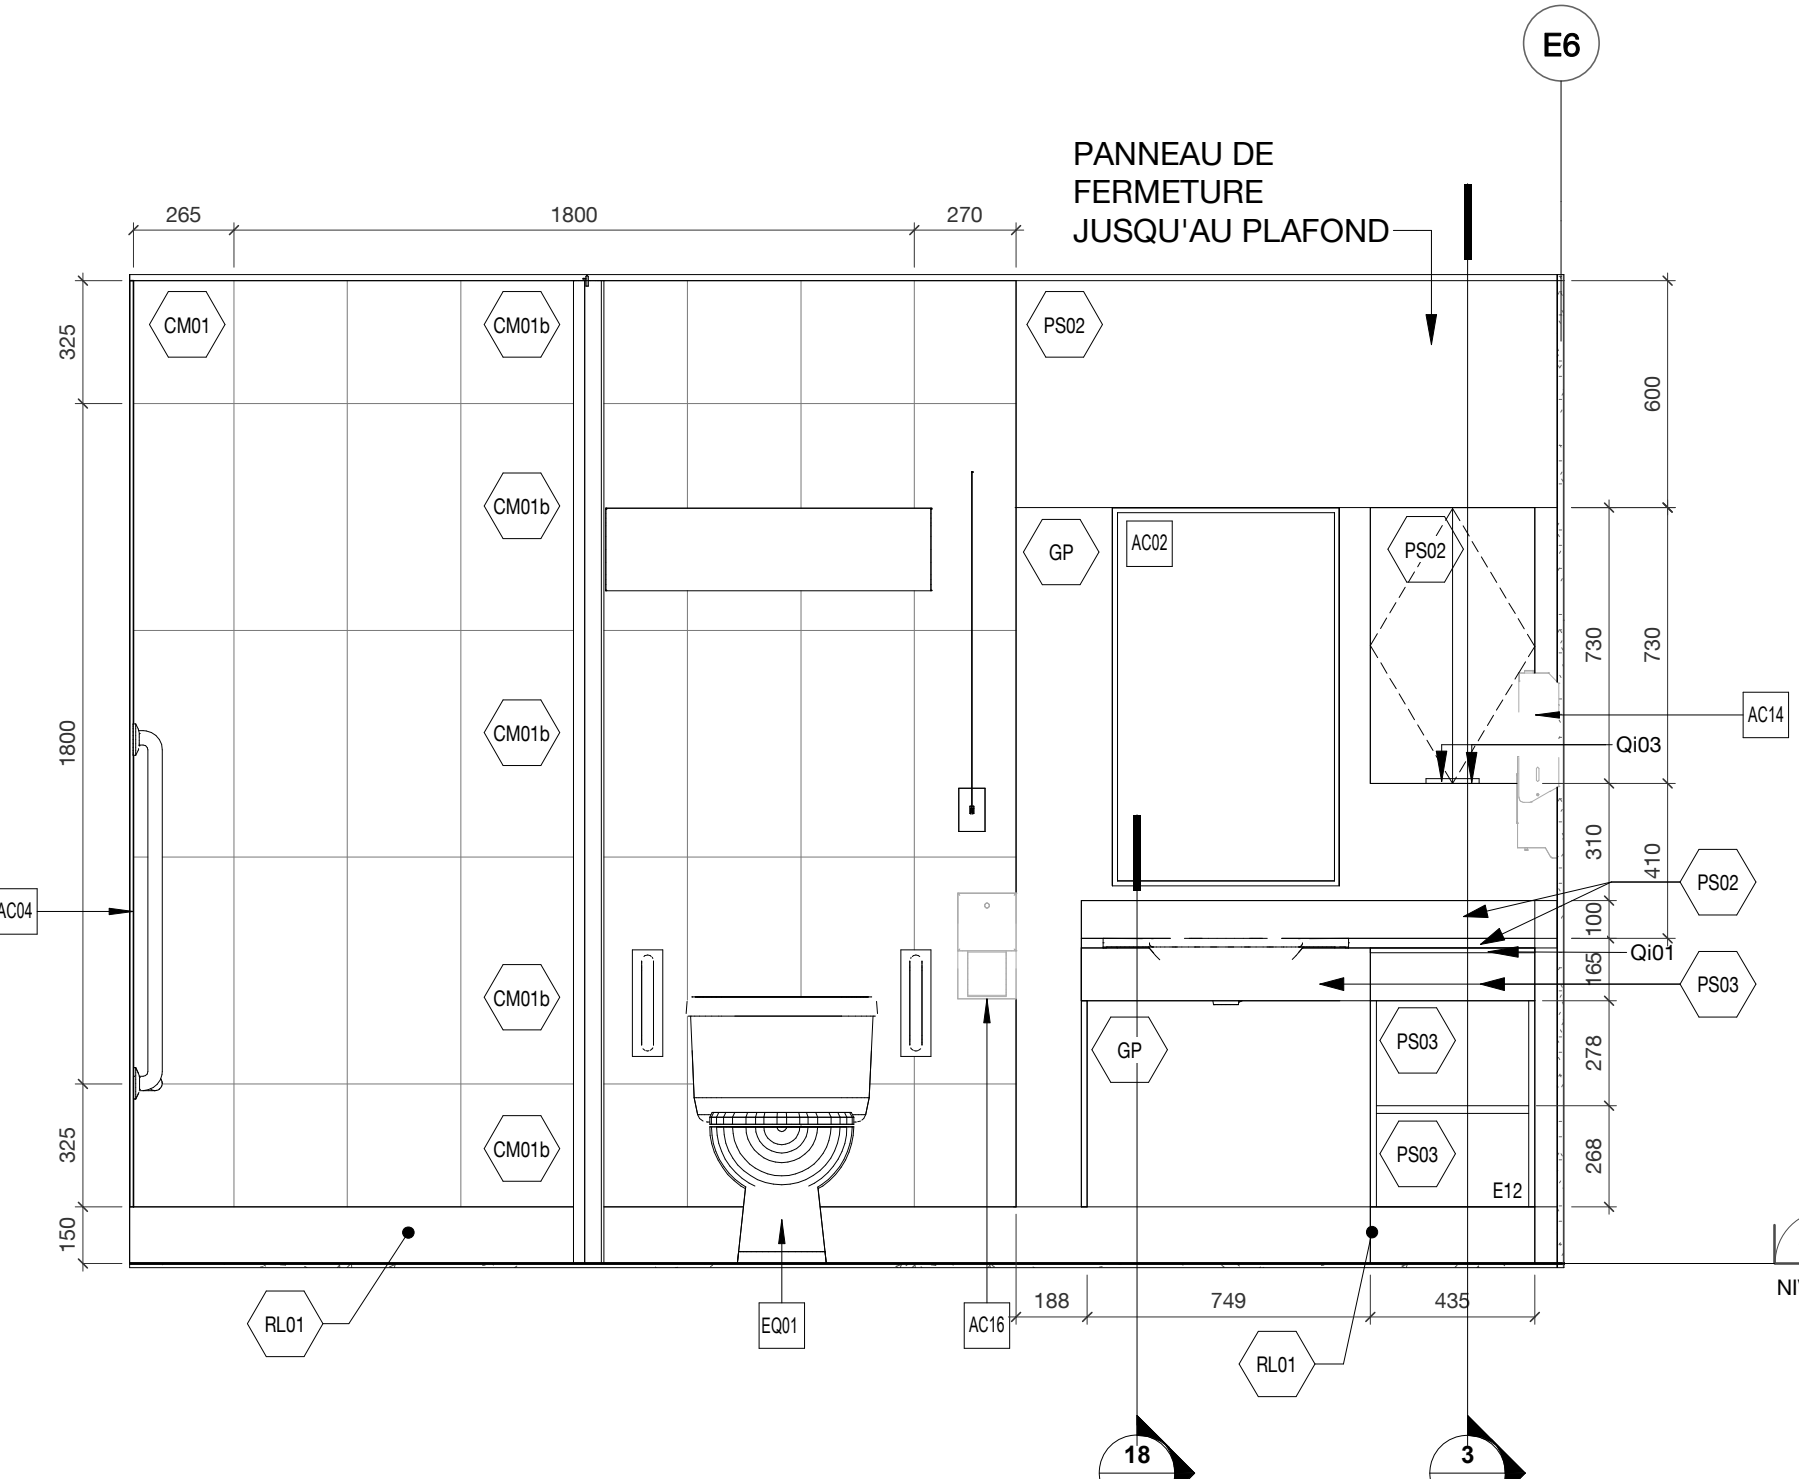 E6
PANNEAU DE
FERMETURE
JUSQU'AU PLAFOND
265
1800
270
325
CM01
CM01b
PS02
600
CM01b
GP
AC02
PS02
730
730
AC14
Qi03
1800
CM01b
310
410
PS02
AC04
100
Qi01
165
PS03
CM01b
GP
PS03
278
325
CM01b
PS03
268
E12
150
188
749
435
RL01
EQ01
AC16
RL01
18
3